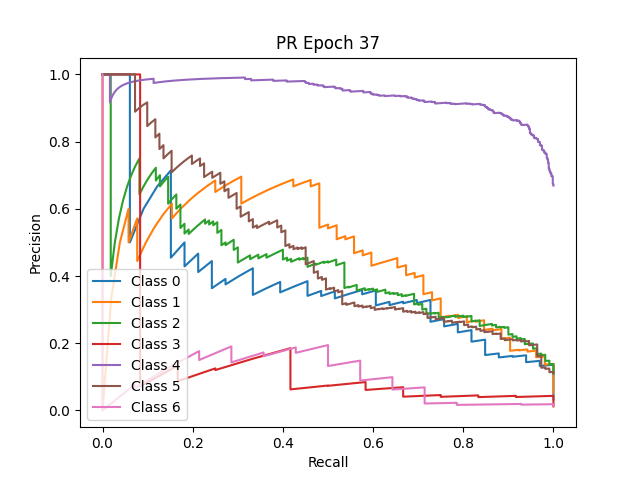 PR Epoch 37
Precision
1.0
0.8
0.6
0.4
0.2
0.0
Class 0
Class 1
Class 2
Class 3
Class 4
Class 5
Class 6
0.0 0.2 0.4 0.6 0.8 1.0
Recall